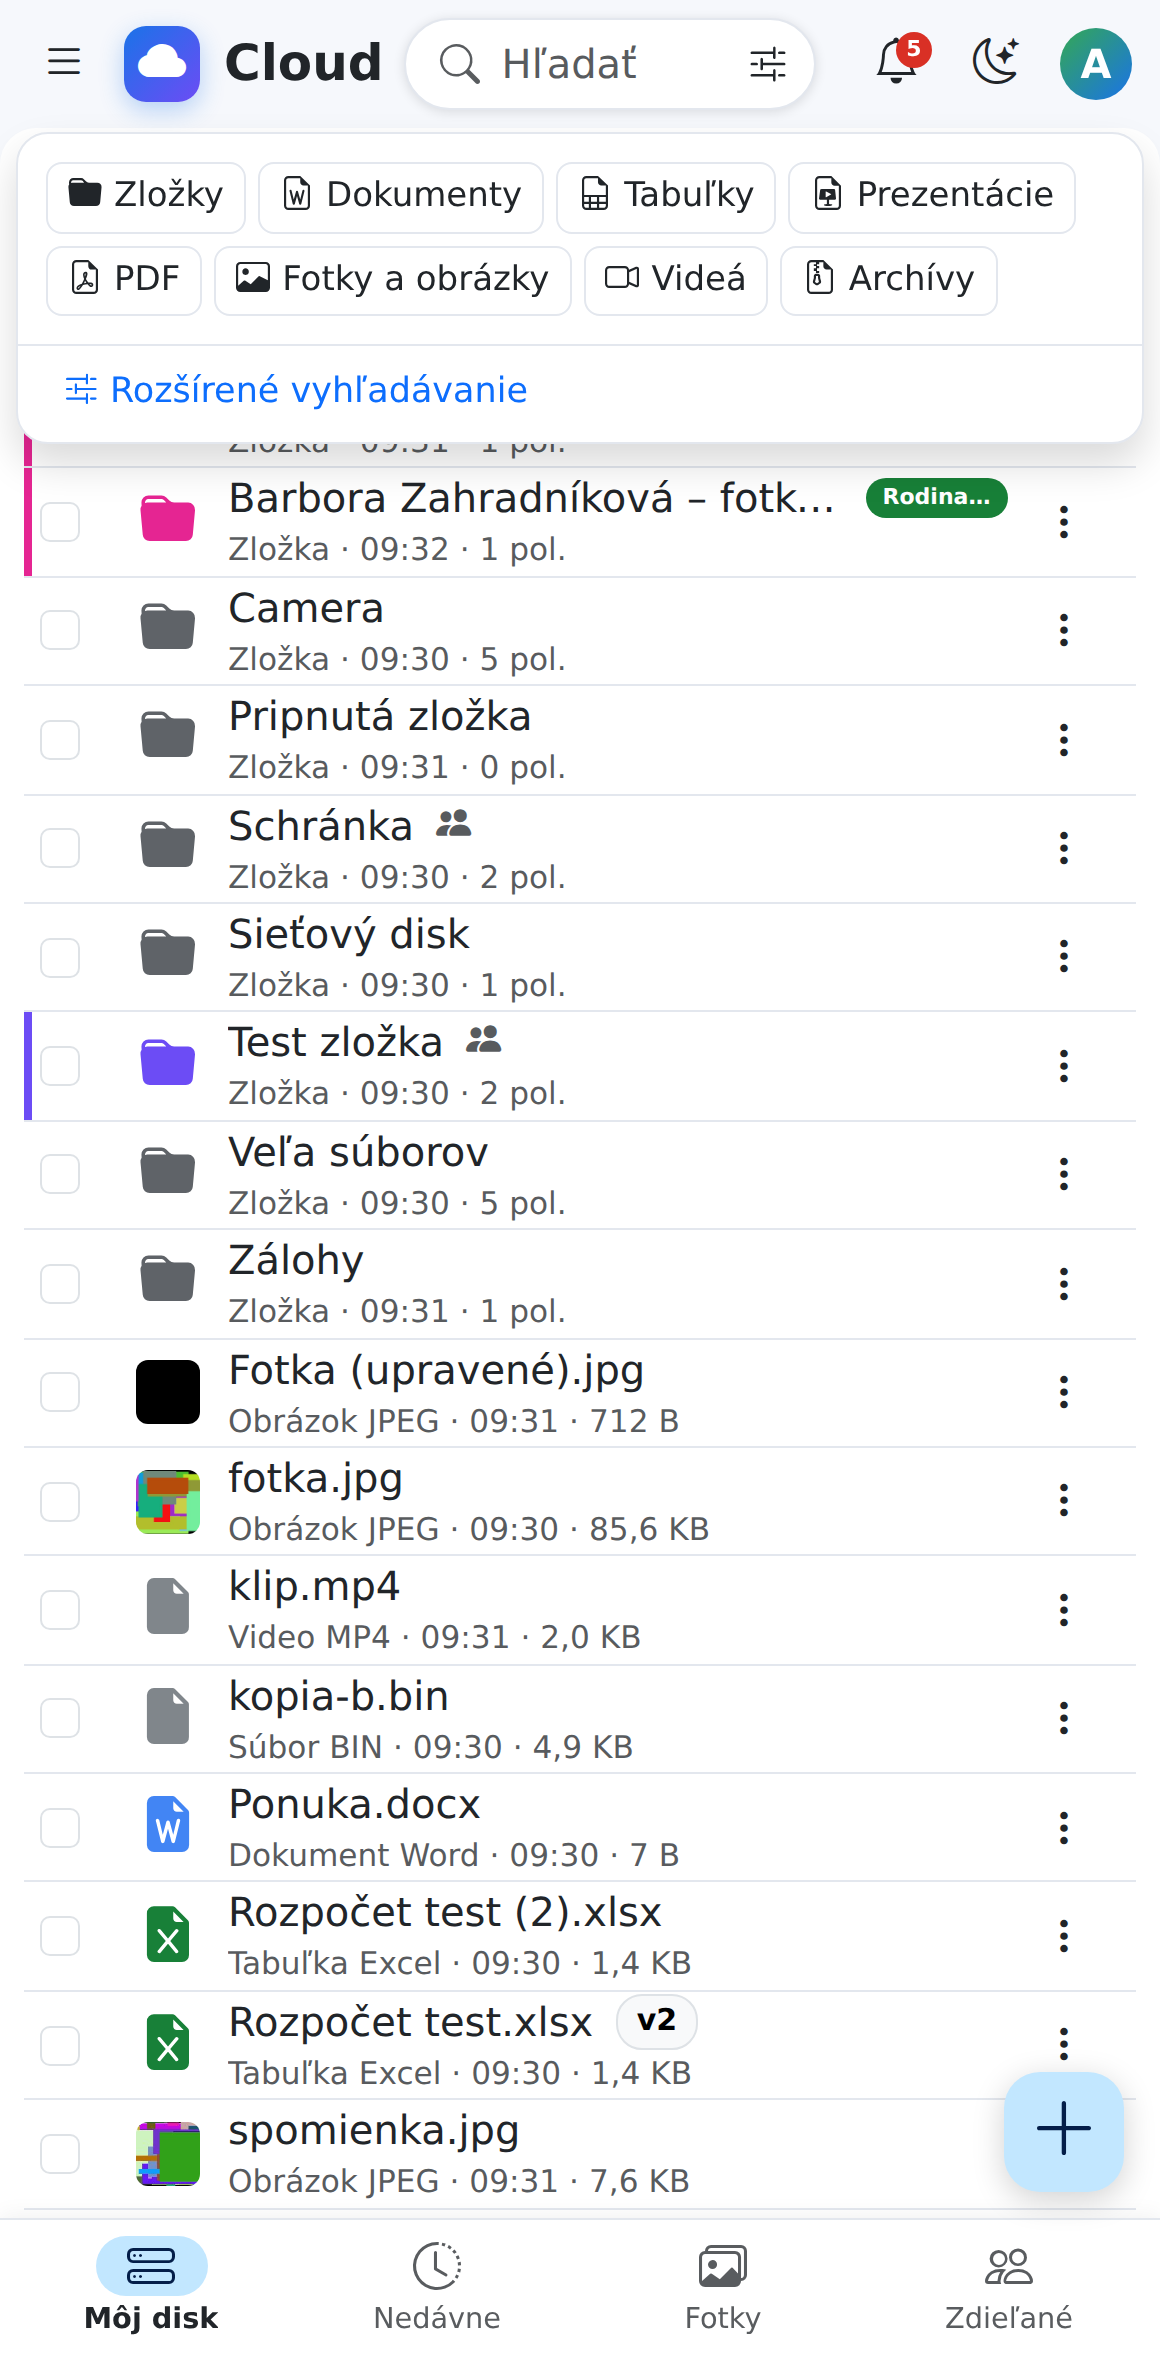 Cloud
Hľadať
5
A
Zložky
Dokumenty
Tabuľky
Prezentácie
PDF
Fotky a obrázky
Videá
Archívy
Rozšírené vyhľadávanie
Zložka · 09:31 · 1 pol.
Barbora Zahradníková – fotk...
Rodina...
Zložka · 09:32 · 1 pol.
Camera
Zložka · 09:30 · 5 pol.
Pripnutá zložka
Zložka · 09:31 · 0 pol.
Schránka
Zložka · 09:30 · 2 pol.
Sieťový disk
Zložka · 09:30 · 1 pol.
Test zložka
Zložka · 09:30 · 2 pol.
Veľa súborov
Zložka · 09:30 · 5 pol.
Zálohy
Zložka · 09:31 · 1 pol.
Fotka (upravené).jpg
Obrázok JPEG · 09:31 · 712 B
fotka.jpg
Obrázok JPEG · 09:30 · 85,6 KB
klip.mp4
Video MP4 · 09:31 · 2,0 KB
kopia-b.bin
Súbor BIN · 09:30 · 4,9 KB
Ponuka.docx
Dokument Word · 09:30 · 7 B
Rozpočet test (2).xlsx
Tabuľka Excel · 09:30 · 1,4 KB
Rozpočet test.xlsx v2
Tabuľka Excel · 09:30 · 1,4 KB
spomienka.jpg
Obrázok JPEG · 09:31 · 7,6 KB
Môj disk
Nedávne
Fotky
Zdieľané